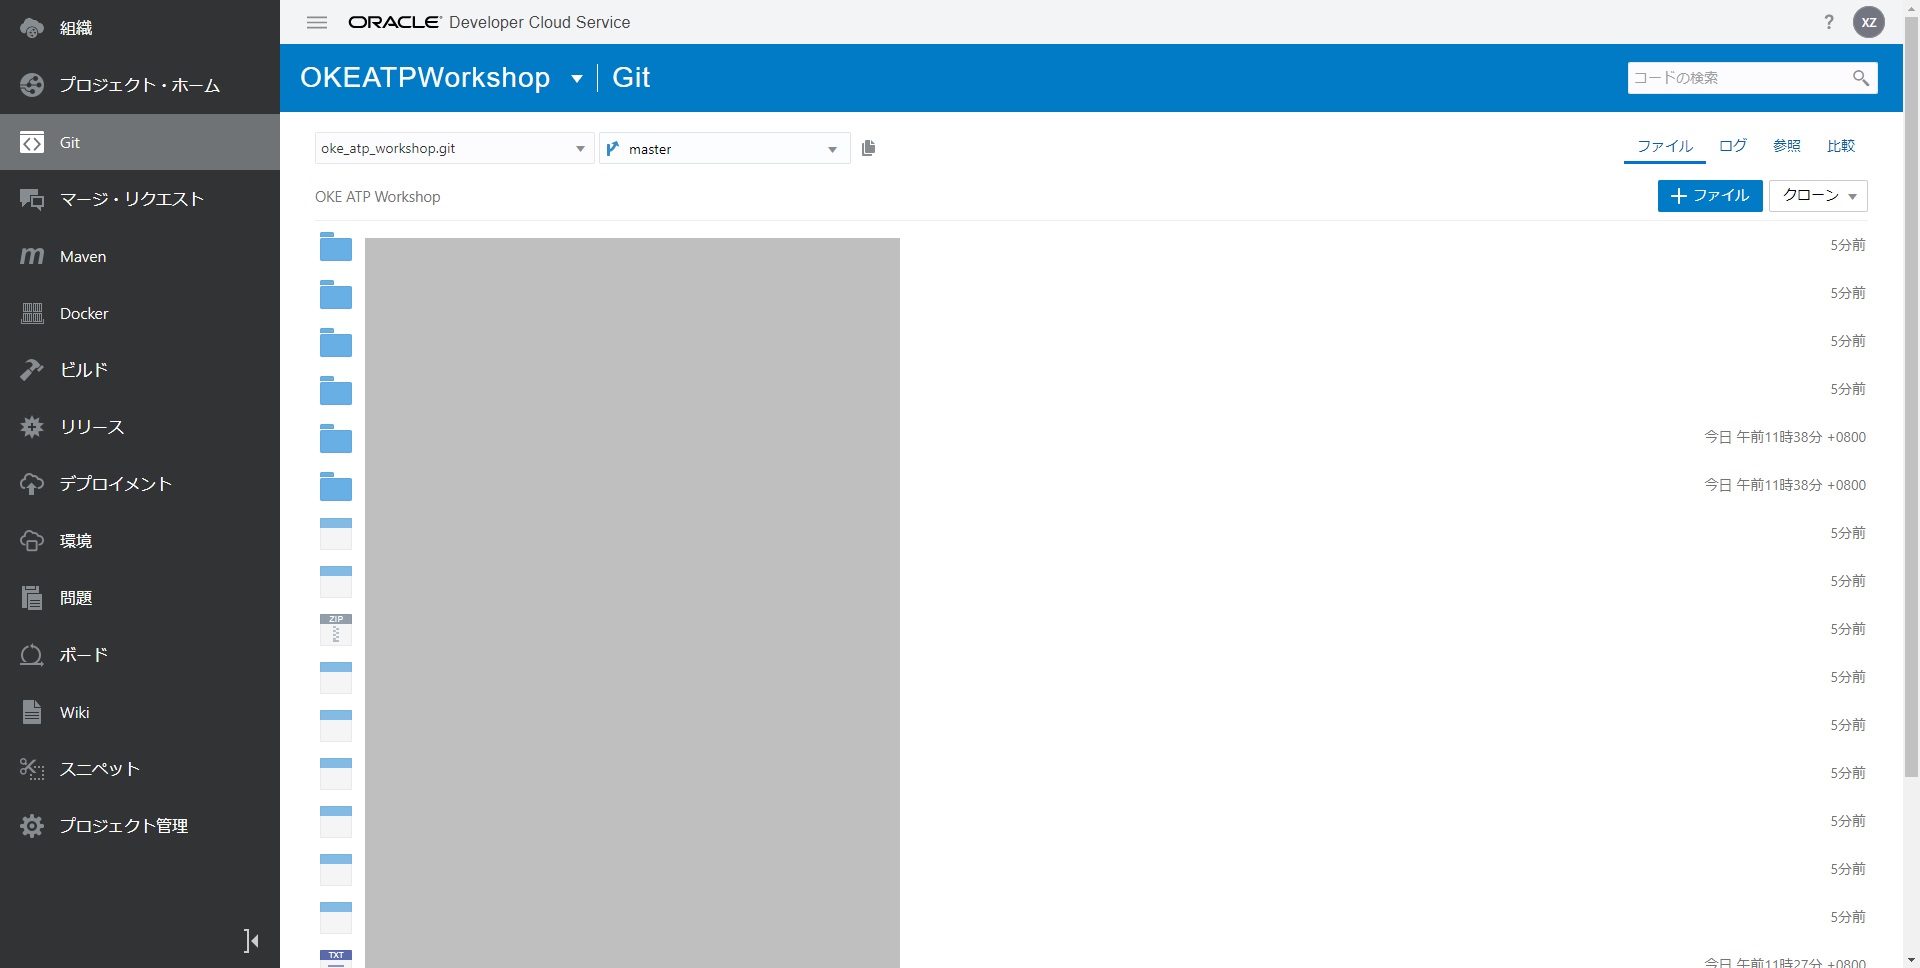 組織
プロジェクト・ホーム
Git
マージ・リクエスト
Maven
Docker
ビルド
リリース
デプロイメント
環境
問題
ボード
Wiki
スニペット
プロジェクト管理
ORACLE Developer Cloud Service
? XZ
OKEATPWorkshop Git
コードの検索
oke_atp_workshop.git
master
ファイル ログ 参照 比較
OKE ATP Workshop
ファイル
クローン
5分前
5分前
5分前
5分前
今日 午前11時38分 +0800
今日 午前11時38分 +0800
5分前
5分前
ZIP
5分前
5分前
5分前
5分前
5分前
5分前
5分前
TXT
今日 午前11時27分 +0800